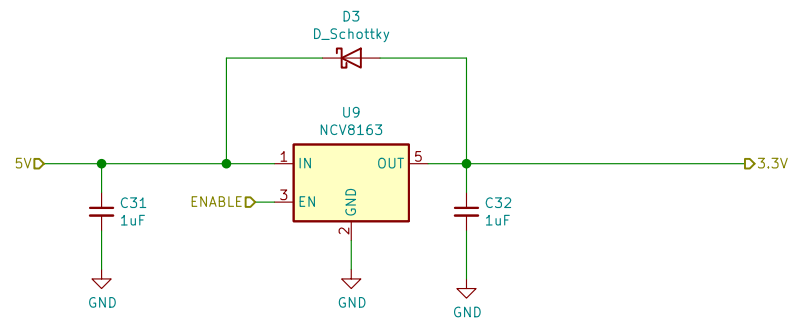 D3
D_Schottky
U9
NCV8163
5V
1
IN
OUT
5
3.3V
ENABLE
3
EN
GND
2
C31
1uF
C32
1uF
GND
GND
GND